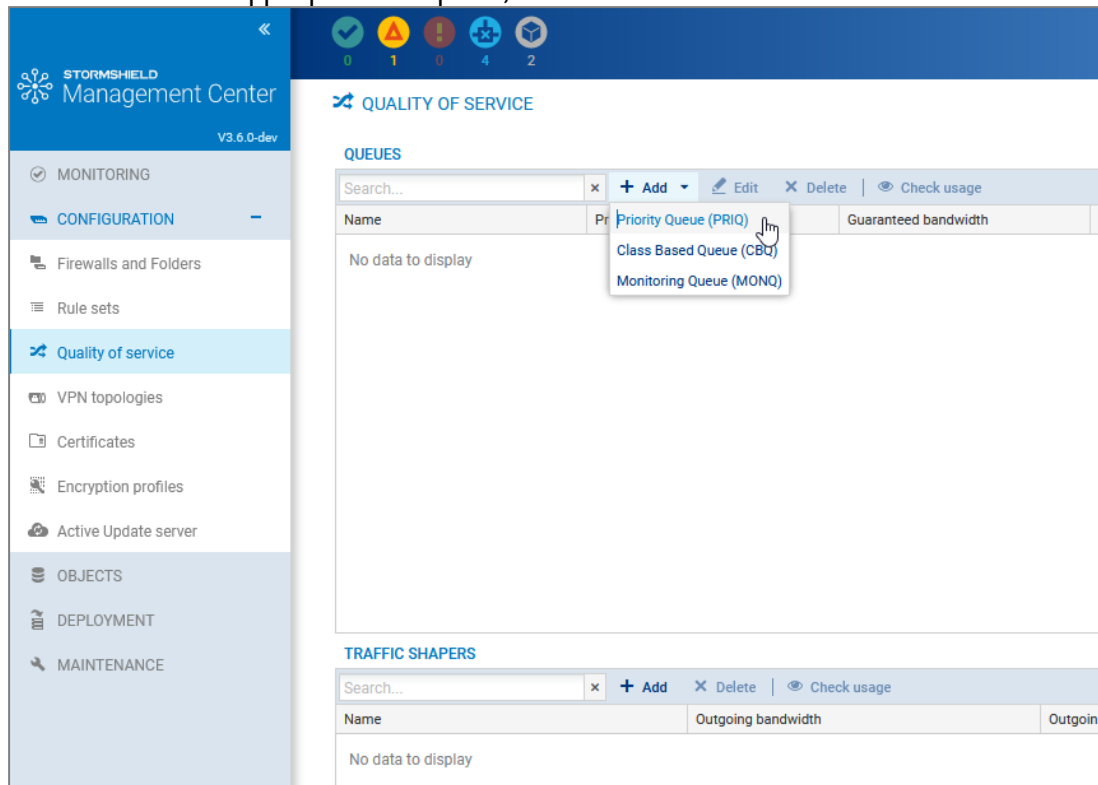 «
0 1 0 4 2
STORMSHIELD
Management Center
V3.6.0-dev
MONITORING
CONFIGURATION
Firewalls and Folders
Rule sets
Quality of service
VPN topologies
Certificates
Encryption profiles
Active Update server
OBJECTS
DEPLOYMENT
MAINTENANCE
QUALITY OF SERVICE
QUEUES
Search... × + Add Edit × Delete | Check usage
Name Pr Guaranteed bandwidth
Priority Queue (PRIQ)
Class Based Queue (CBQ)
Monitoring Queue (MONQ)
No data to display
TRAFFIC SHAPERS
Search... × + Add × Delete | Check usage
Name Outgoing bandwidth Outgoin
No data to display